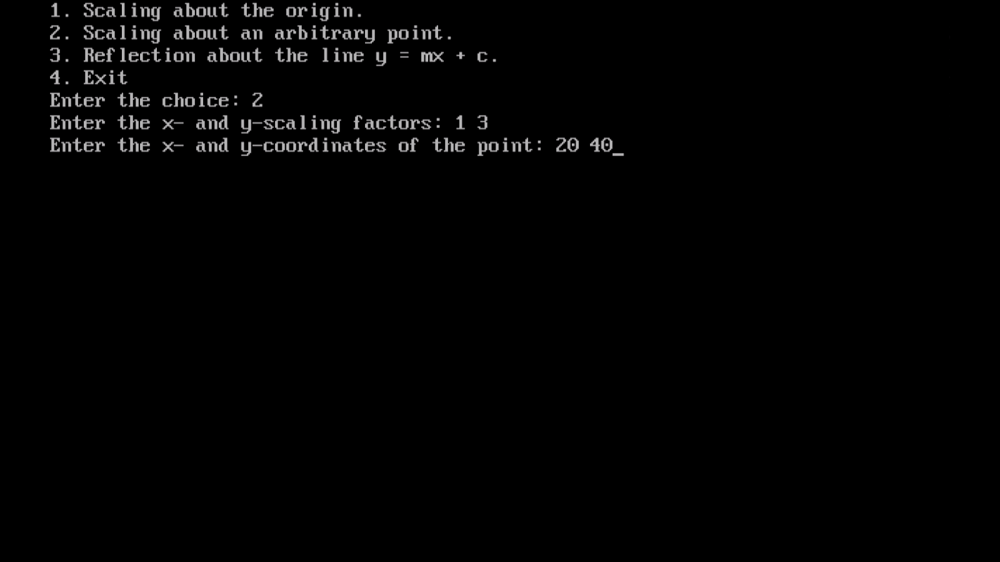 1. Scaling about the origin.
2. Scaling about an arbitrary point.
3. Reflection about the line y = mx + c.
4. Exit
Enter the choice: 2
Enter the x- and y-scaling factors: 1 3
Enter the x- and y-coordinates of the point: 20 40_